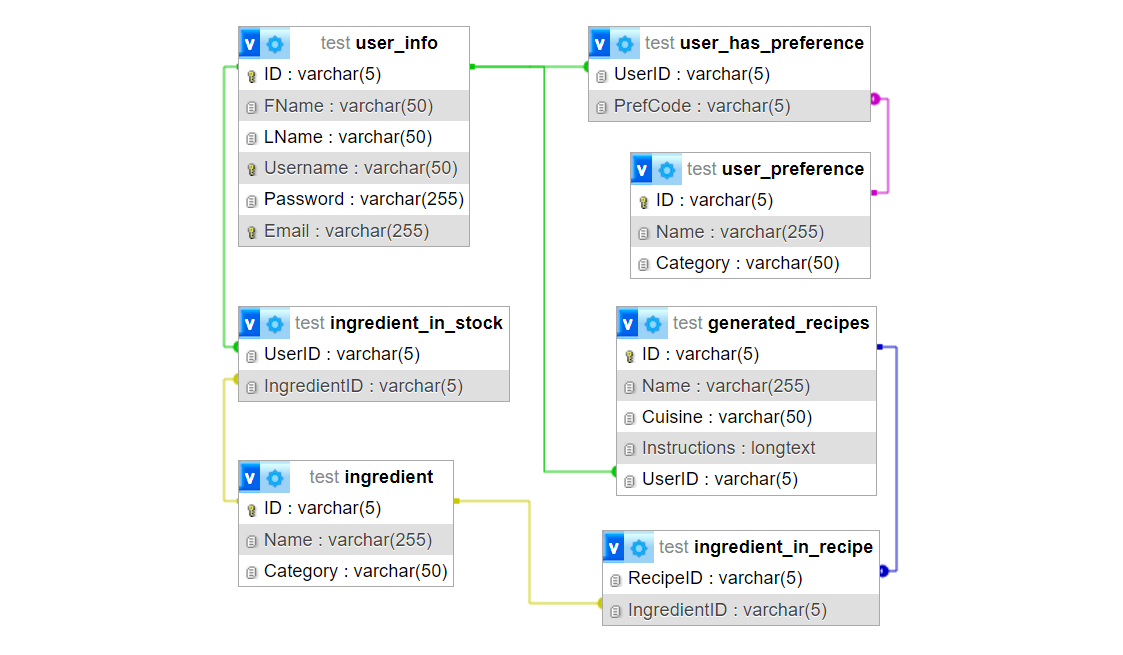 v test user_info
ID : varchar(5)
FName : varchar(50)
LName : varchar(50)
Username : varchar(50)
Password : varchar(255)
Email : varchar(255)
v test user_has_preference
UserID : varchar(5)
PrefCode : varchar(5)
v test user_preference
ID : varchar(5)
Name : varchar(255)
Category : varchar(50)
v test ingredient_in_stock
UserID : varchar(5)
IngredientID : varchar(5)
v test generated_recipes
ID : varchar(5)
Name : varchar(255)
Cuisine : varchar(50)
Instructions : longtext
UserID : varchar(5)
v test ingredient
ID : varchar(5)
Name : varchar(255)
Category : varchar(50)
v test ingredient_in_recipe
RecipeID : varchar(5)
IngredientID : varchar(5)